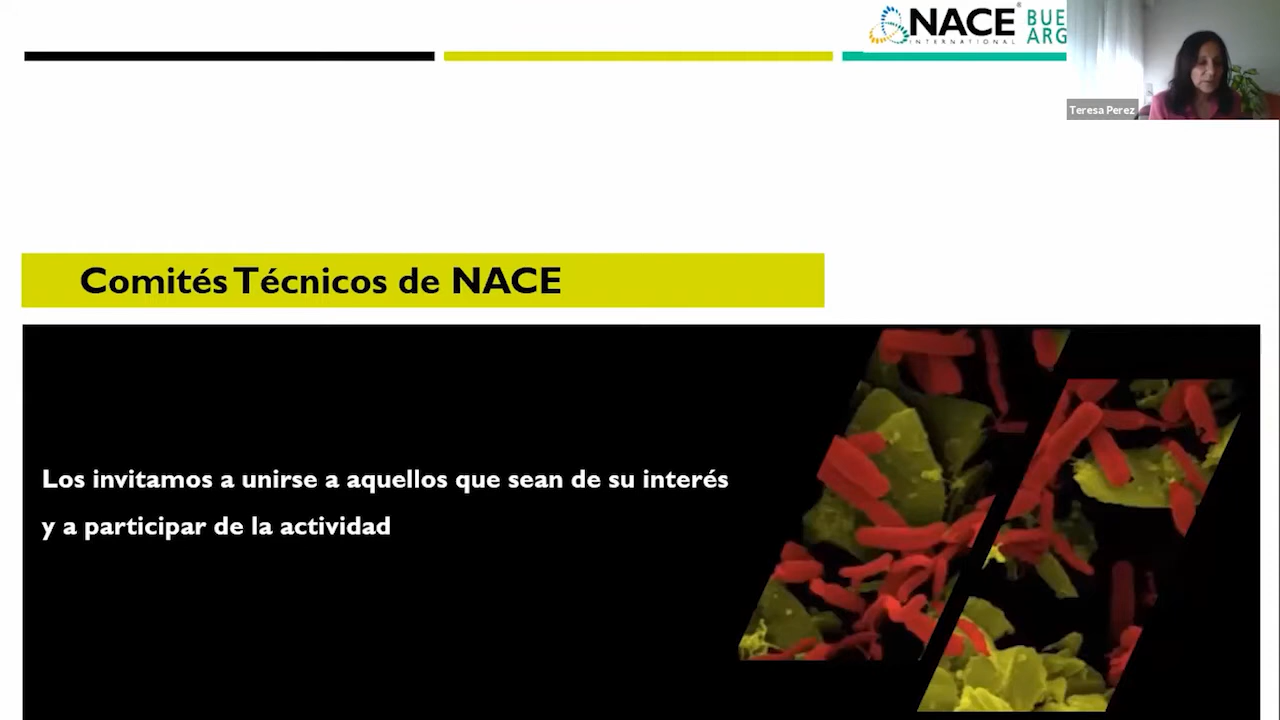 NACE
INTERNATIONAL
BUE
ARG
Teresa Perez
Comités Técnicos de NACE
Los invitamos a unirse a aquellos que sean de su interés
y a participar de la actividad